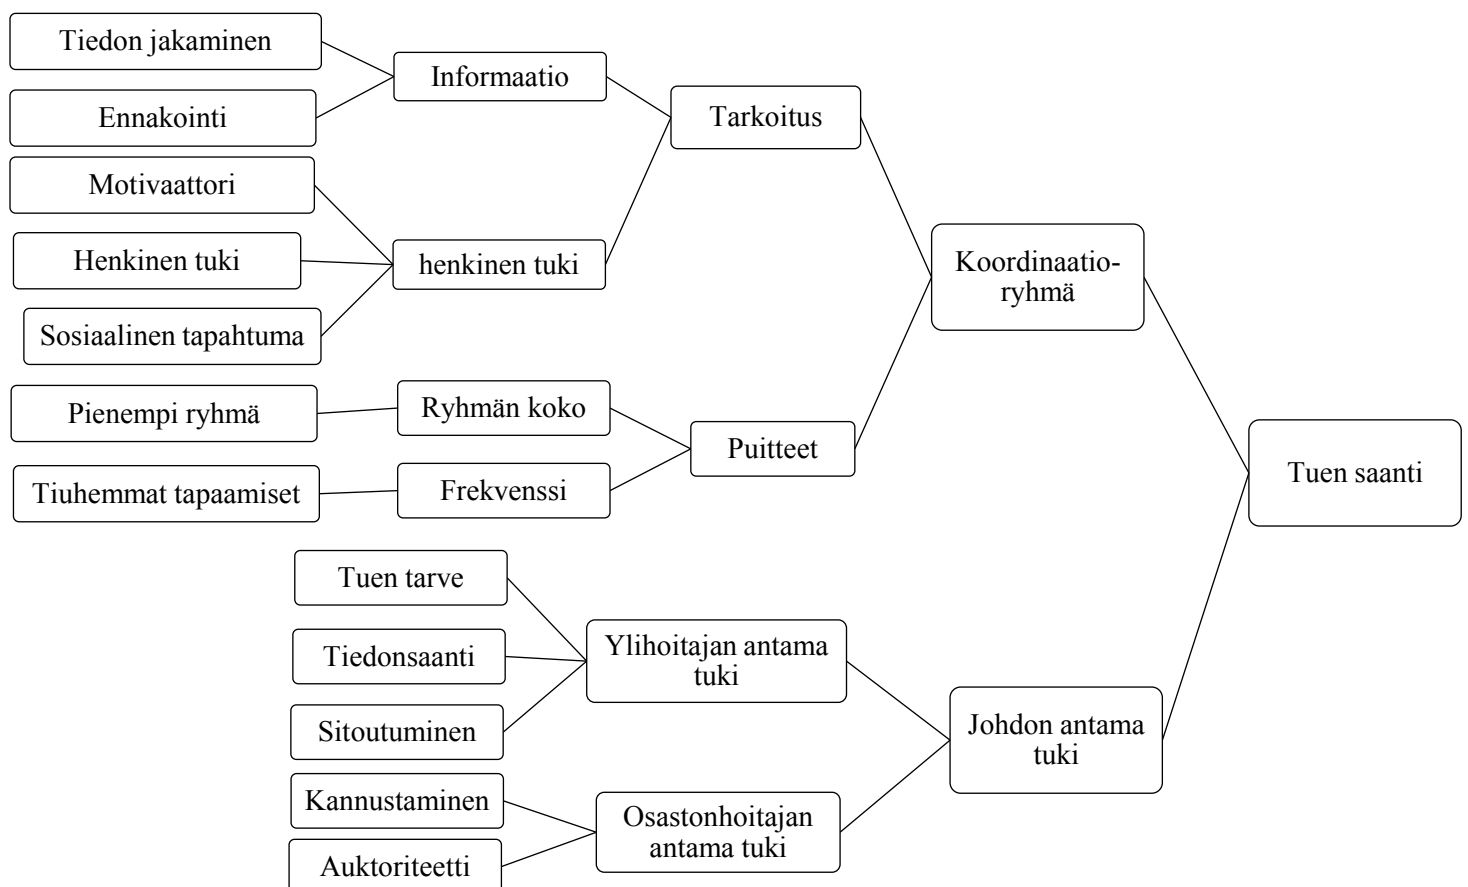 Tiedon jakaminen
Ennakointi
Motivaattori
Henkinen tuki
Sosiaalinen tapahtuma
Pienempi ryhmä
Tiuhemmat tapaamiset
Informaatio
henkinen tuki
Ryhmän koko
Frekvenssi
Tarkoitus
Puitteet
Koordinaatio-
ryhmä
Tuen tarve
Tiedonsaanti
Sitoutuminen
Kannustaminen
Auktoriteetti
Ylihoitajan antama
tuki
Osastonhoitajan
antama tuki
Johdon antama
tuki
Tuen saanti